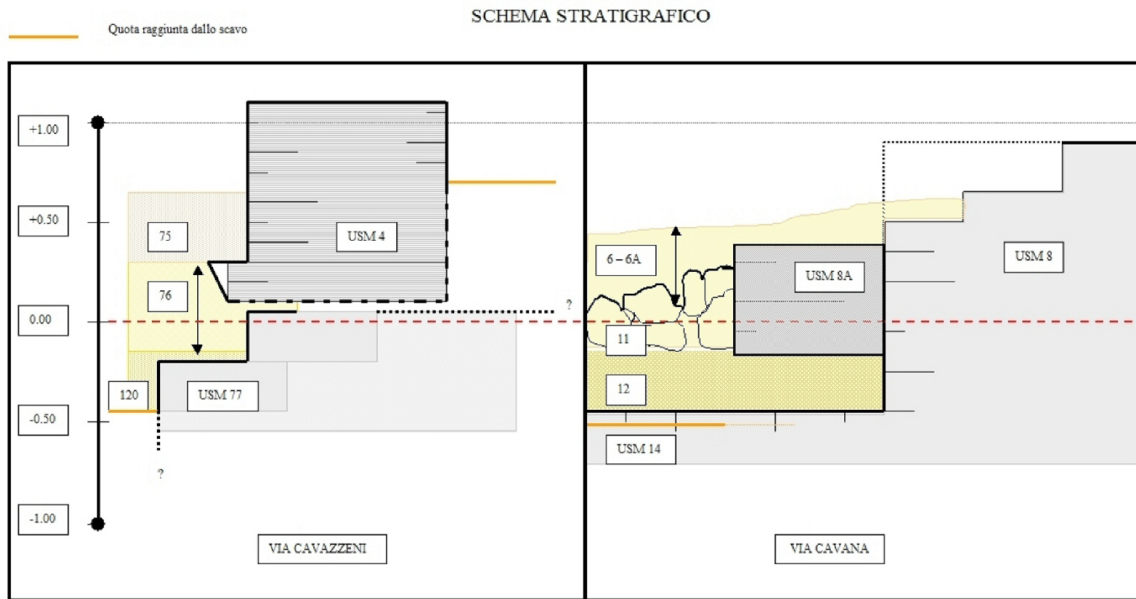 SCHEMA STRATIGRAFICO
Quota raggiunta dallo scavo
+1.00
+0.50
0.00
-0.50
-1.00
75
76
120
USM 4
USM 77
?
?
VIA CAVAZZENI
6 – 6A
11
12
USM 8A
USM 8
USM 14
VIA CAVANA